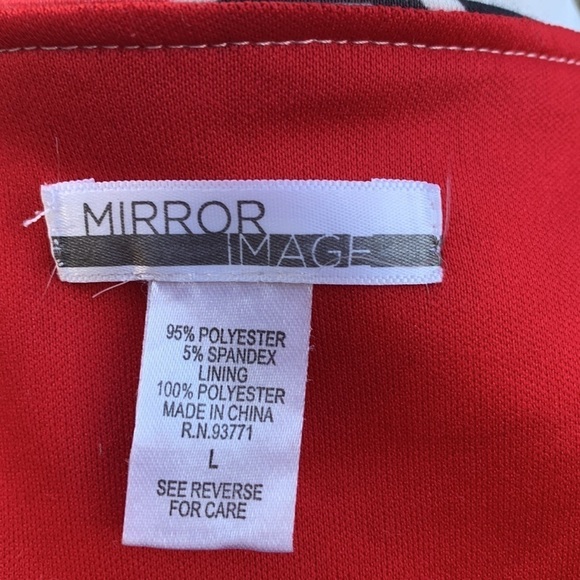 MIRROR
IMAGE
95% POLYESTER
5% SPANDEX
LINING
100% POLYESTER
MADE IN CHINA
R.N.93771
L
SEE REVERSE
FOR CARE